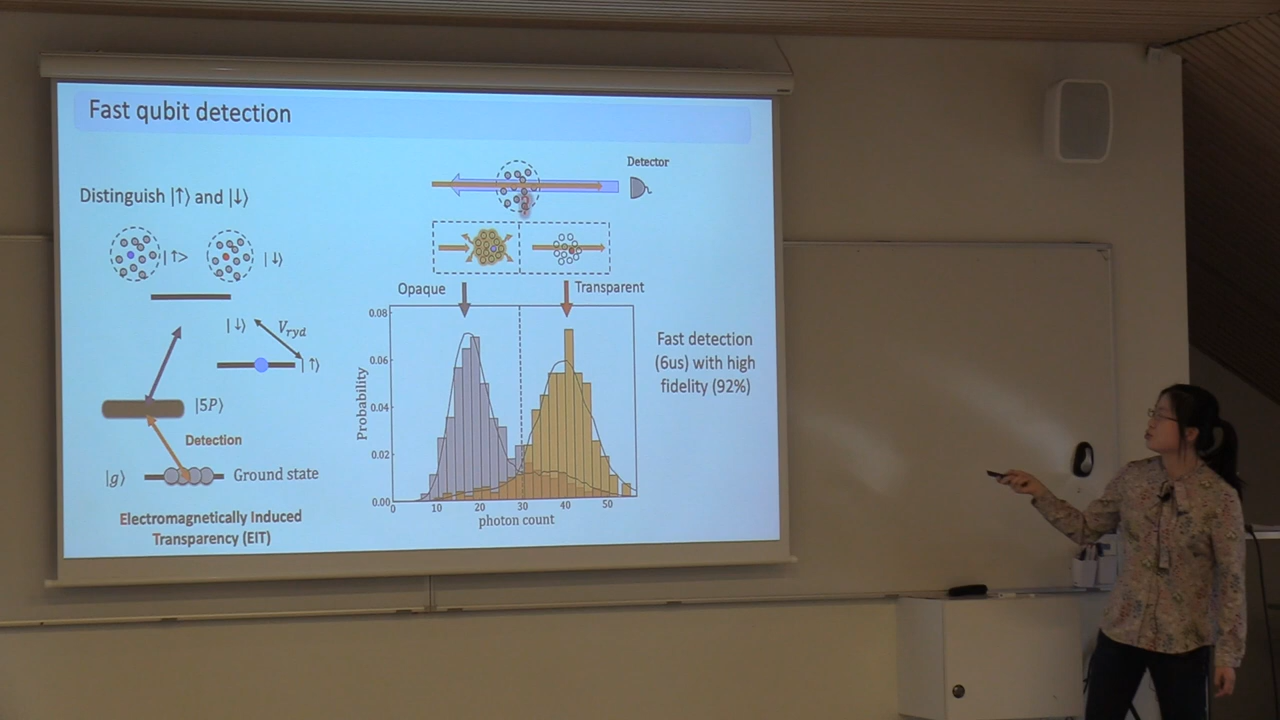 Fast qubit detection
Distinguish |↑⟩ and |↓⟩
|↑>
|↓⟩
|↓⟩
V_ryd
|↑⟩
|5P⟩
Detection
|g⟩
Ground state
Electromagnetically Induced
Transparency (EIT)
Detector
Opaque
Transparent
0.08
0.06
0.04
0.02
0.00
Probability
0
10
20
30
40
50
photon count
Fast detection
(6us) with high
fidelity (92%)